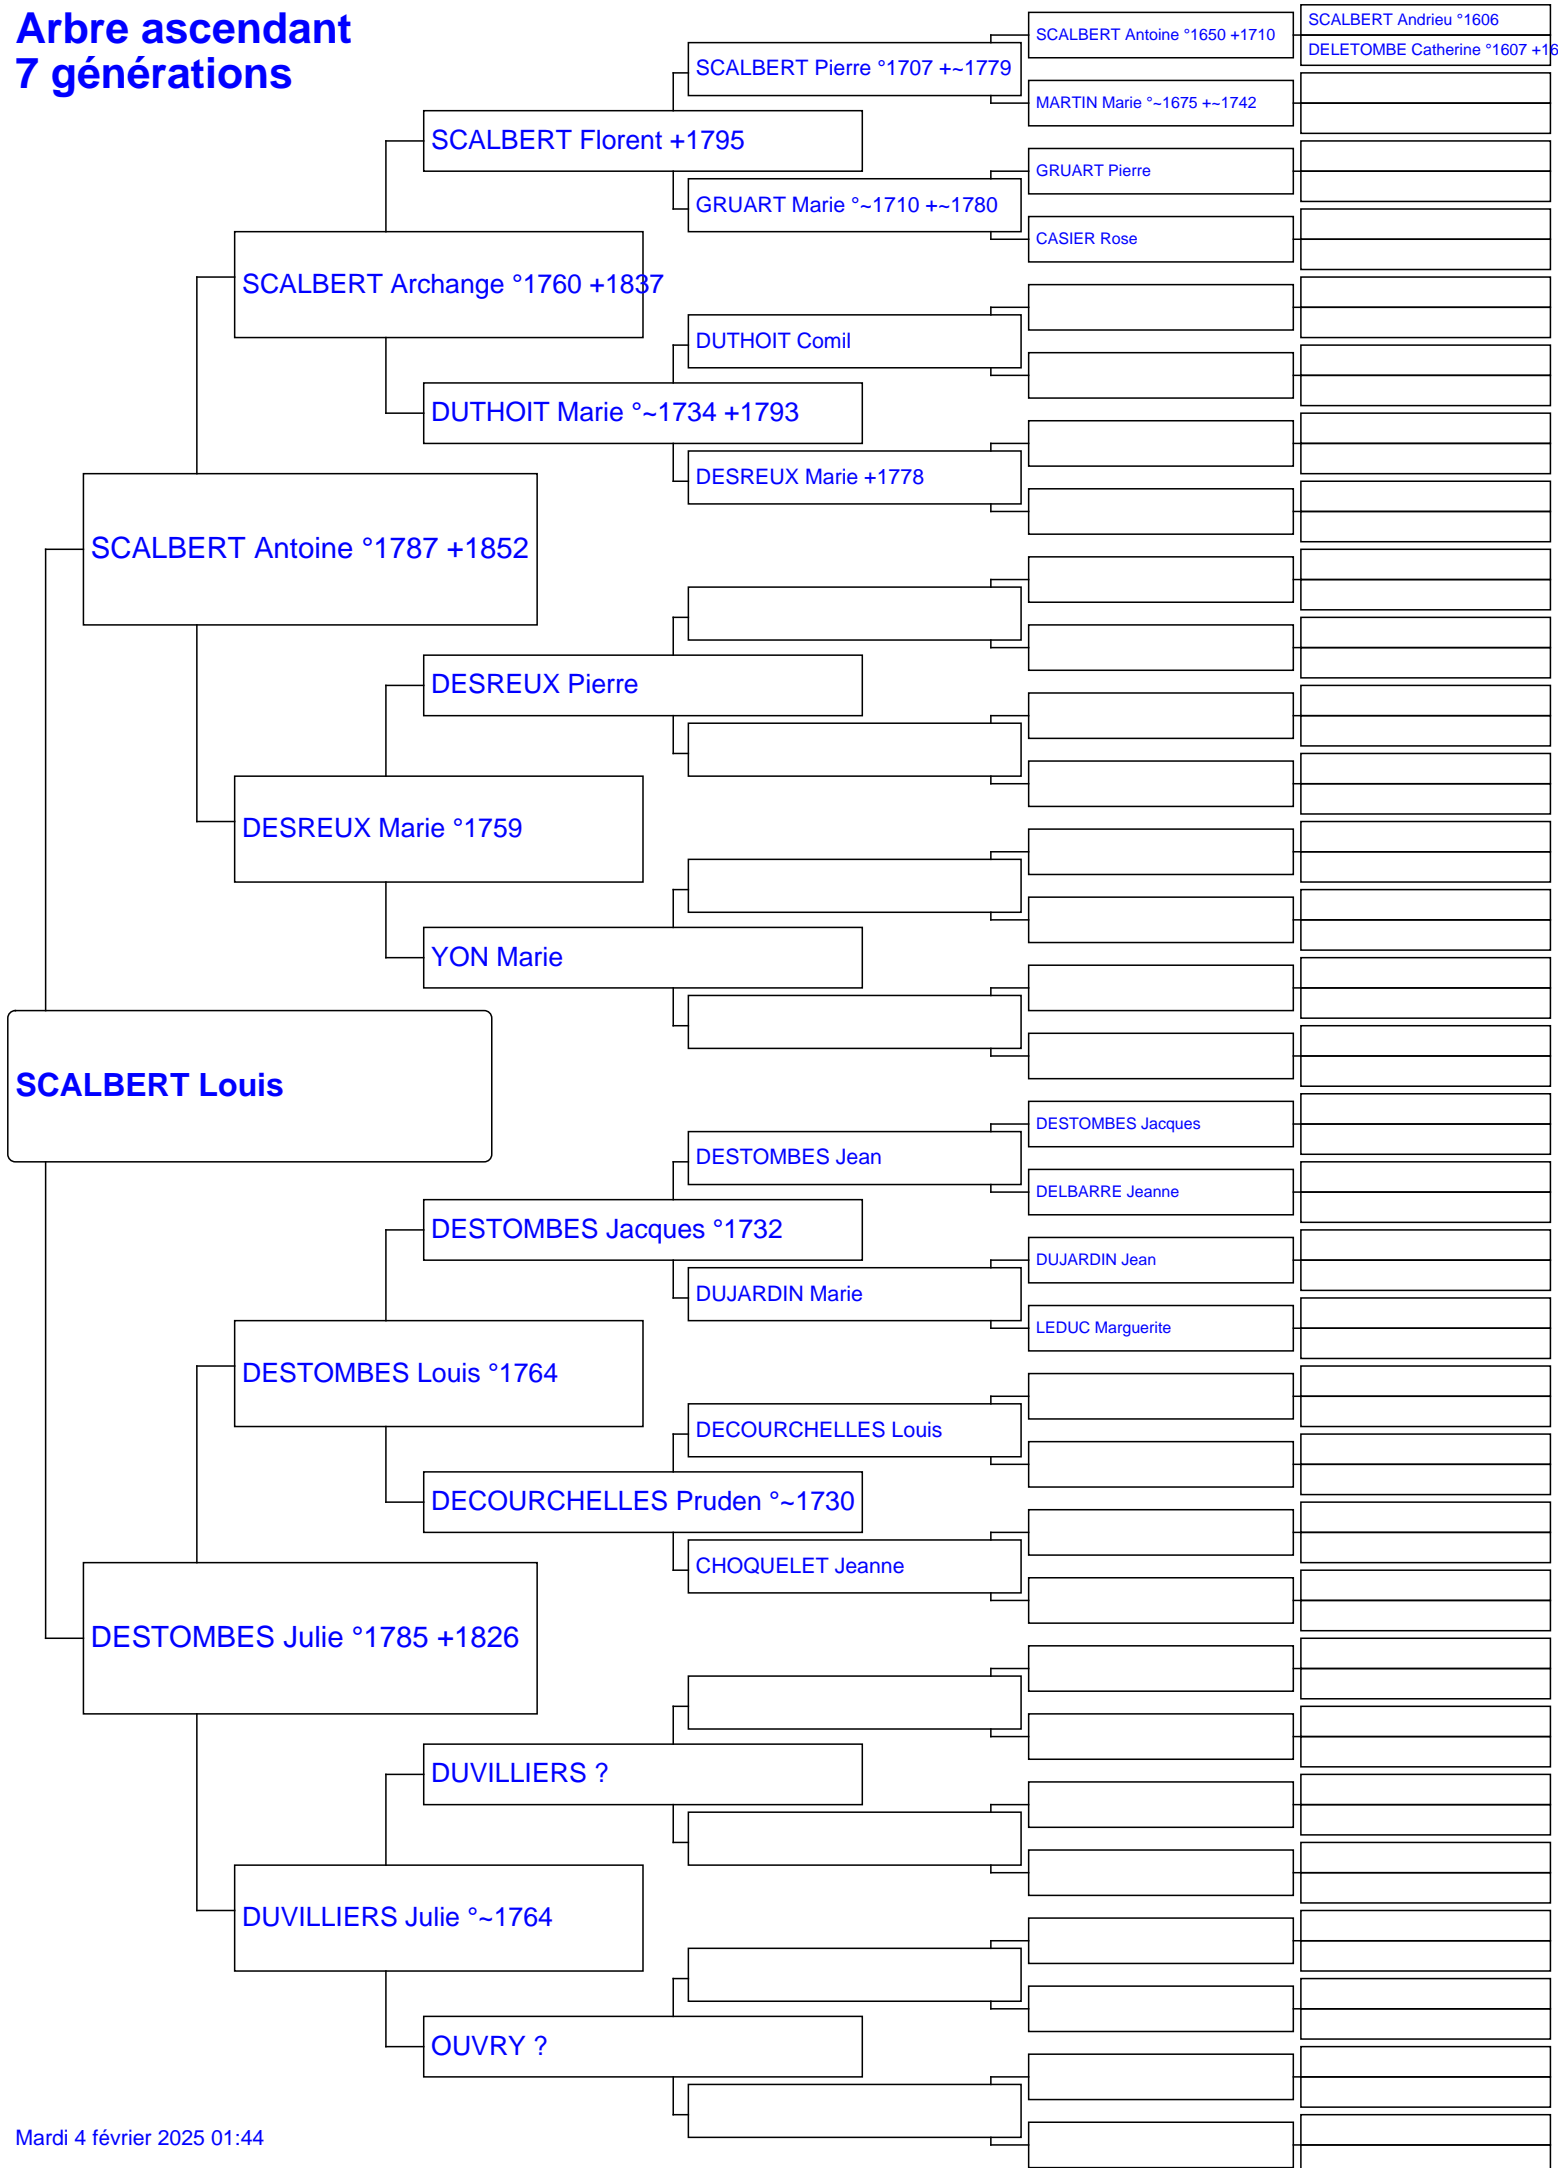 Arbre ascendant
7 générations
SCALBERT Andrieu °1606
DELETOMBE Catherine °1607 +16
SCALBERT Antoine °1650 +1710
SCALBERT Pierre °1707 +~1779
MARTIN Marie °~1675 +~1742
SCALBERT Florent +1795
GRUART Pierre
GRUART Marie °~1710 +~1780
CASIER Rose
SCALBERT Archange °1760 +1837
DUTHOIT Comil
DUTHOIT Marie °~1734 +1793
DESREUX Marie +1778
SCALBERT Antoine °1787 +1852
DESREUX Pierre
DESREUX Marie °1759
YON Marie
SCALBERT Louis
DESTOMBES Jacques
DESTOMBES Jean
DELBARRE Jeanne
DESTOMBES Jacques °1732
DUJARDIN Jean
DUJARDIN Marie
LEDUC Marguerite
DESTOMBES Louis °1764
DECOURCHELLES Louis
DECOURCHELLES Pruden °~1730
CHOQUELET Jeanne
DESTOMBES Julie °1785 +1826
DUVILLIERS ?
DUVILLIERS Julie °~1764
OUVRY ?
Mardi 4 février 2025 01:44